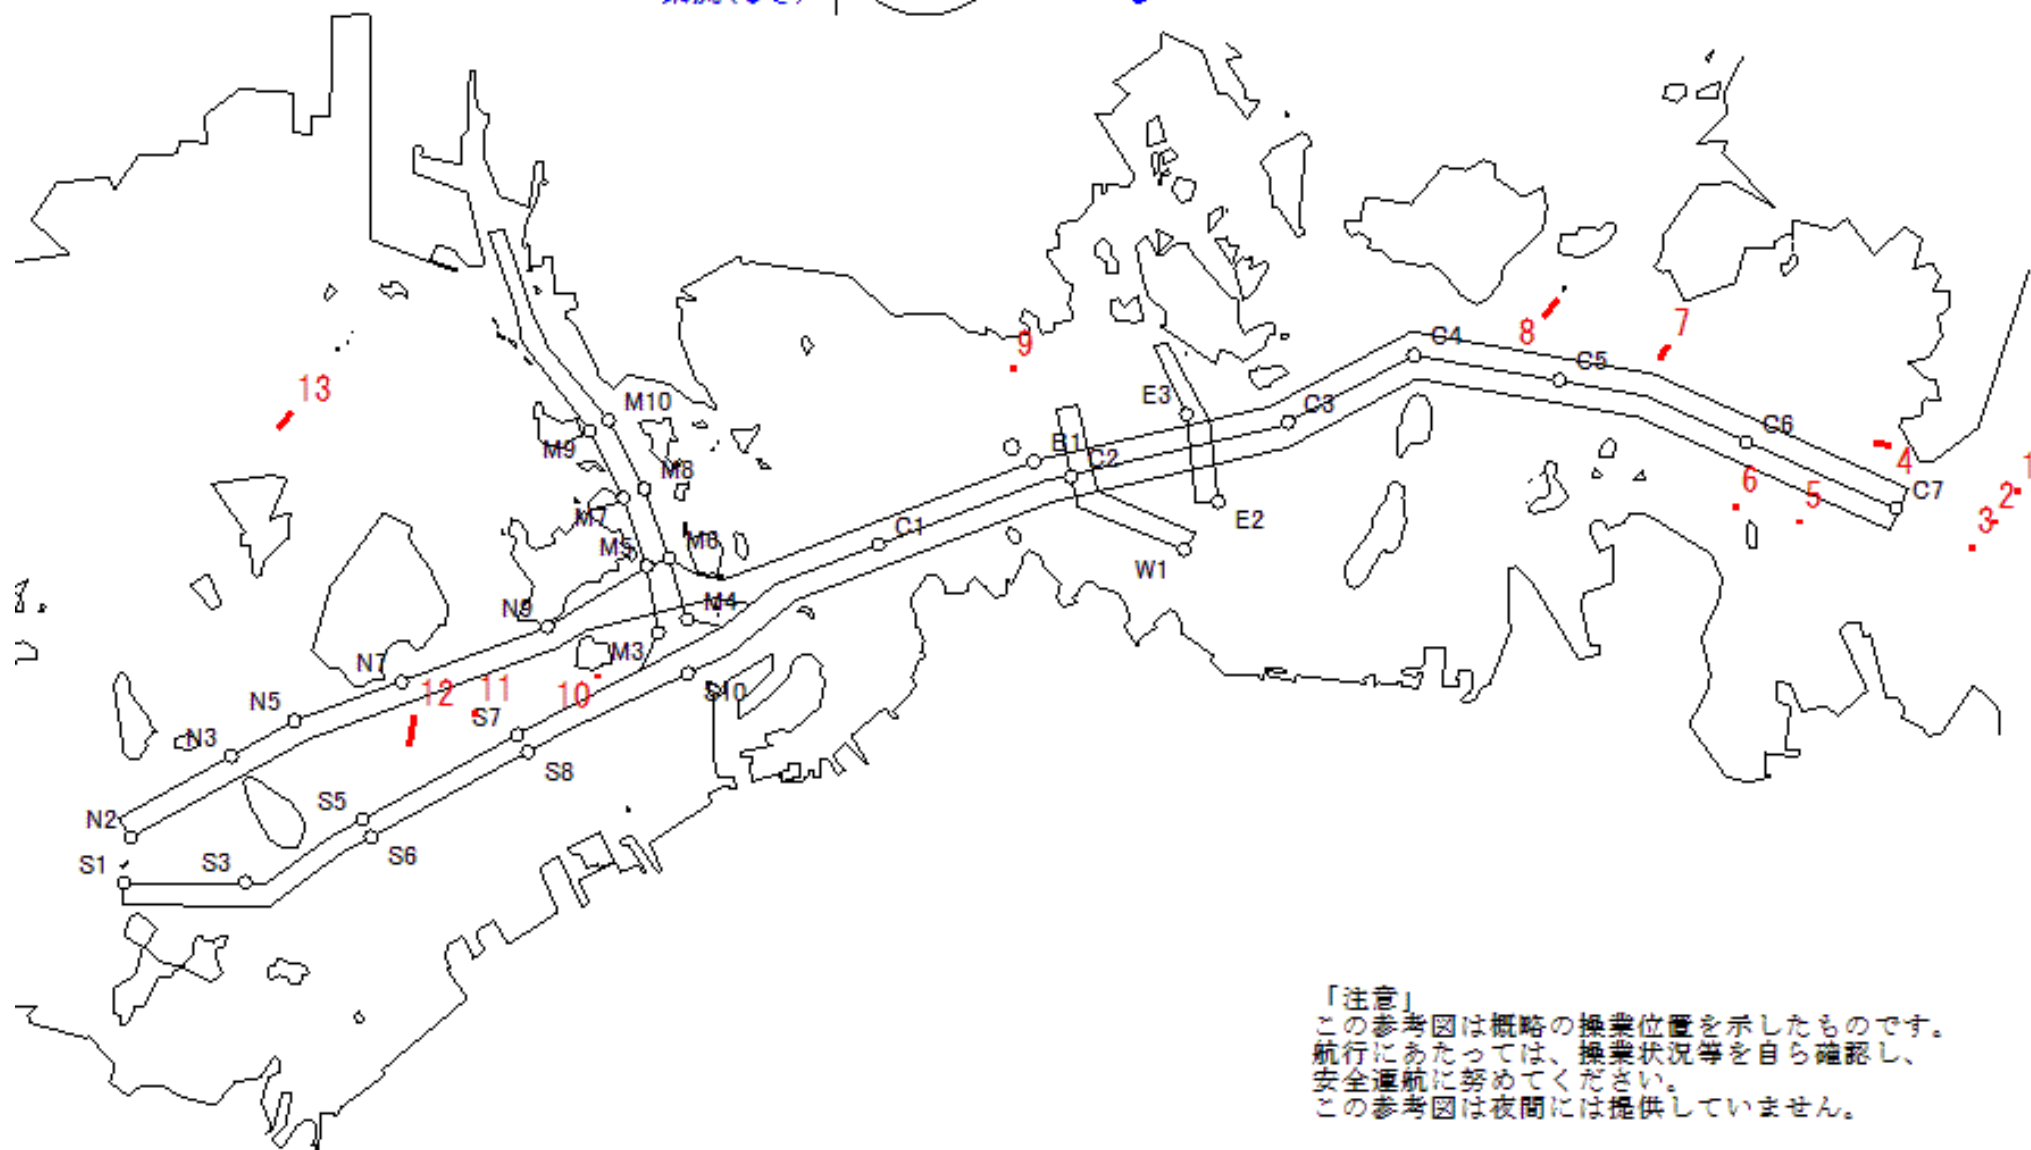 C4
8
7
9
C5
13
M10
E3
C3
C6
B1
M9
C2
4
1
M8
6
C7
2
E2
M7
5
3
C1
M5
M6
W1
N9
M4
M3
N7
12
11
10
S10
N5
S7
N3
S8
S5
N2
S6
S1
S3
「注意」
この参考図は概略の操業位置を示したものです。
航行にあたっては、操業状況等を自ら確認し、
安全運航に努めてください。
この参考図は夜間には提供していません。